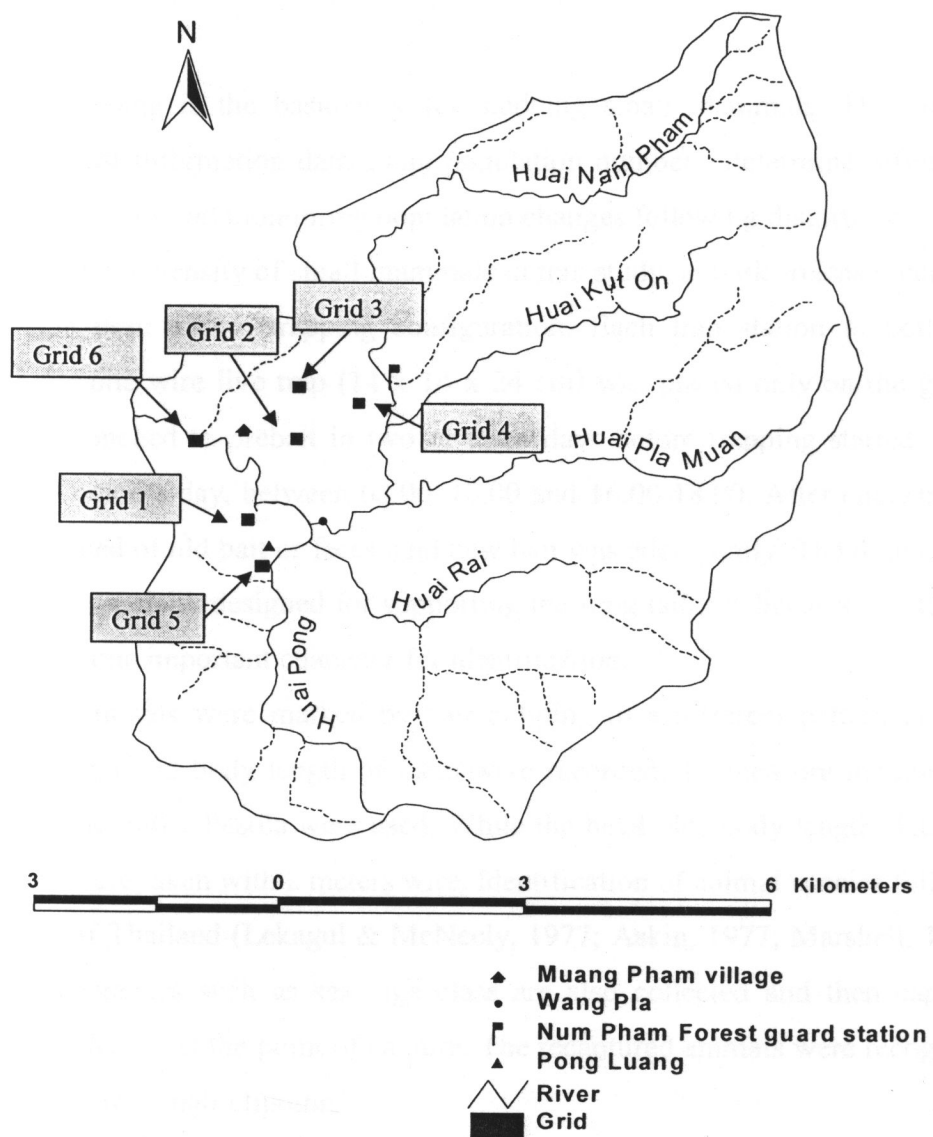 N
Huai Nam Pham
Huai Kut On
Grid 3
Grid 2
Grid 6
Grid 4
Huai Pla Muan
Grid 1
Huai Rai
Grid 5
Huai Pong
3 0 3 6 Kilometers
Muang Pham village
Wang Pla
Num Pham Forest guard station
Pong Luang
River
Grid